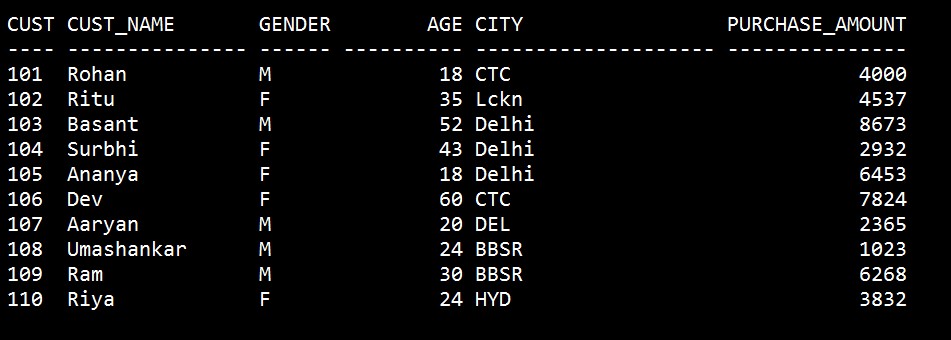 CUST CUST_NAME       GENDER        AGE CITY                 PURCHASE_AMOUNT
---- --------------- ------ ---------- -------------------- ---------------
101  Rohan           M              18 CTC                             4000
102  Ritu            F              35 Lckn                            4537
103  Basant          M              52 Delhi                           8673
104  Surbhi          F              43 Delhi                           2932
105  Ananya          F              18 Delhi                           6453
106  Dev             F              60 CTC                             7824
107  Aaryan          M              20 DEL                             2365
108  Umashankar      M              24 BBSR                            1023
109  Ram             M              30 BBSR                            6268
110  Riya            F              24 HYD                             3832